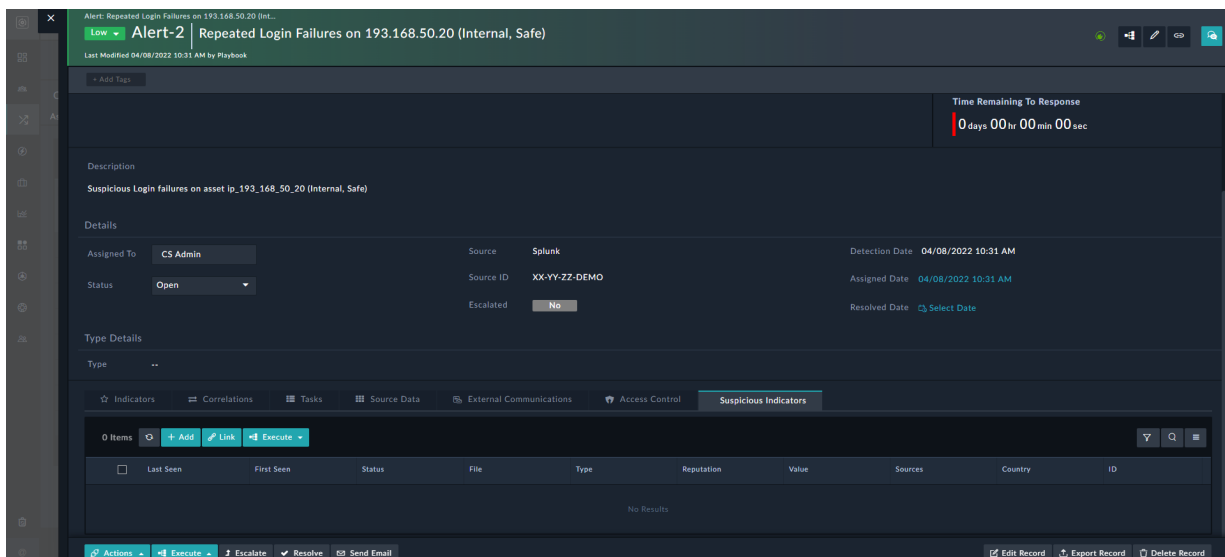 Alert: Repeated Login Failures on 193.168.50.20 (Int...
Low Alert-2 Repeated Login Failures on 193.168.50.20 (Internal, Safe)
Last Modified 04/08/2022 10:31 AM by Playbook
+ Add Tags
Time Remaining To Response
0 days 00 hr 00 min 00 sec
Description
Suspicious Login failures on asset ip_193_168_50_20 (Internal, Safe)
Details
Assigned To CS Admin Source Splunk Detection Date 04/08/2022 10:31 AM
Status Open Source ID XX-YY-ZZ-DEMO Assigned Date 04/08/2022 10:31 AM
Escalated No Resolved Date Select Date
Type Details
Type --
Indicators Correlations Tasks Source Data External Communications Access Control Suspicious Indicators
0 Items + Add Link Execute
Last Seen First Seen Status File Type Reputation Value Sources Country ID
No Results
Actions Execute Escalate Resolve Send Email Edit Record Export Record Delete Record